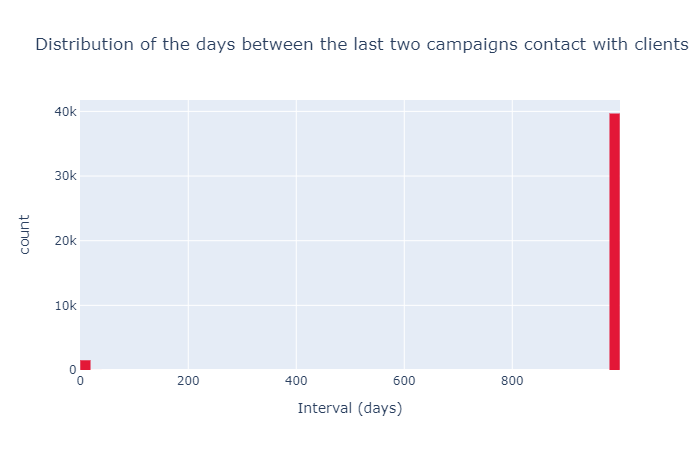 Distribution of the days between the last two campaigns contact with clients
40k
30k
20k
10k
0
count
0 200 400 600 800
Interval (days)